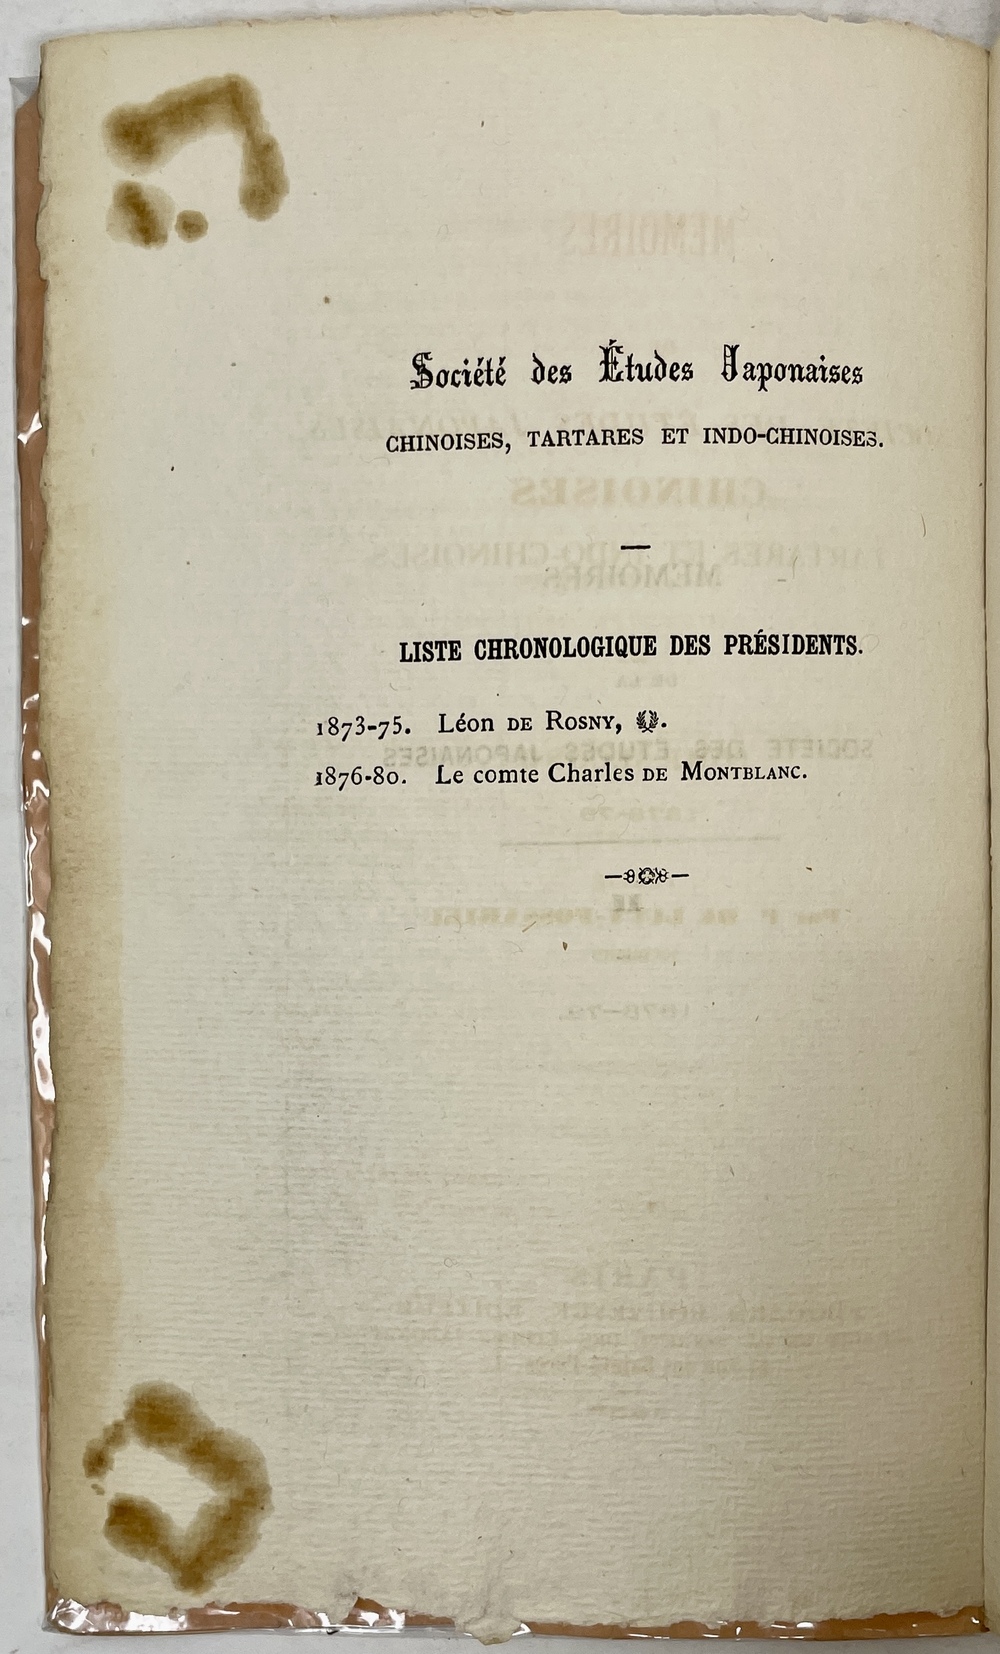 Société des Études Japonaises
CHINOISES, TARTARES ET INDO-CHINOISES.
LISTE CHRONOLOGIQUE DES PRÉSIDENTS.
1873-75. Léon DE ROSNY, .
1876-80. Le comte Charles DE MONTBLANC.